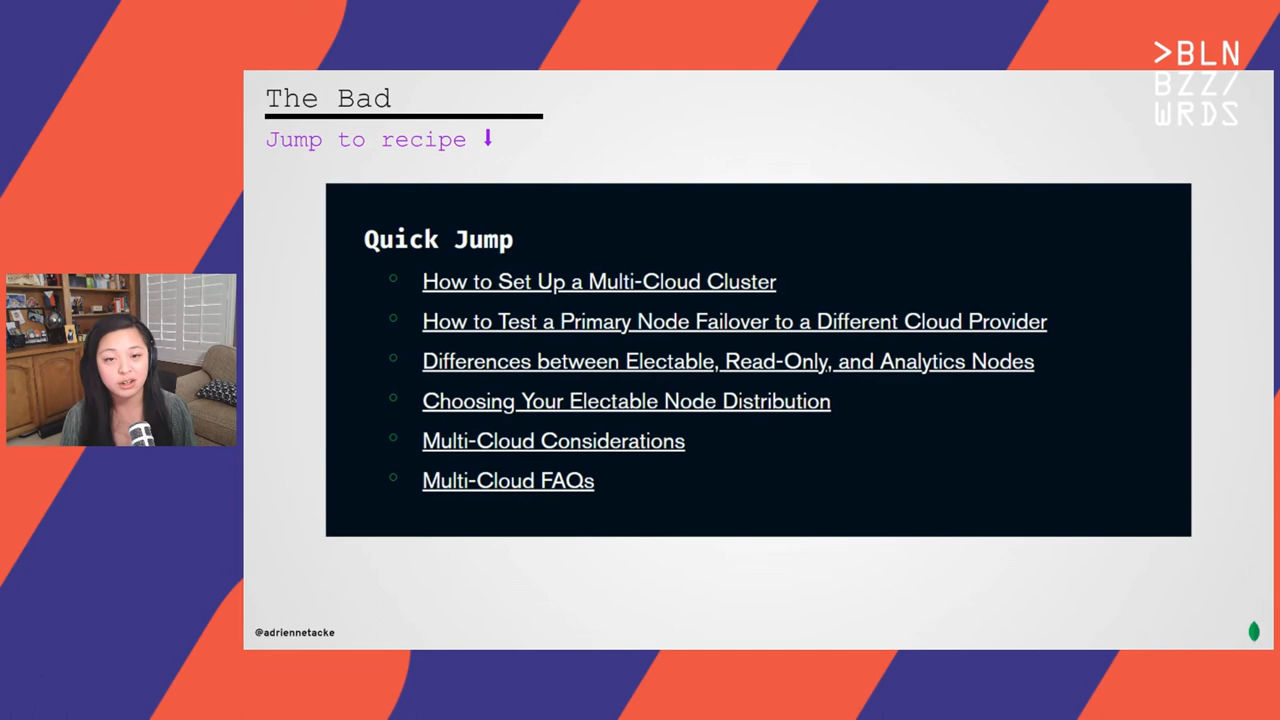 >BLN
BZZ/
WRDS
The Bad
Jump to recipe ⬇
Quick Jump
How to Set Up a Multi-Cloud Cluster
How to Test a Primary Node Failover to a Different Cloud Provider
Differences between Electable, Read-Only, and Analytics Nodes
Choosing Your Electable Node Distribution
Multi-Cloud Considerations
Multi-Cloud FAQs
@adriennetacke